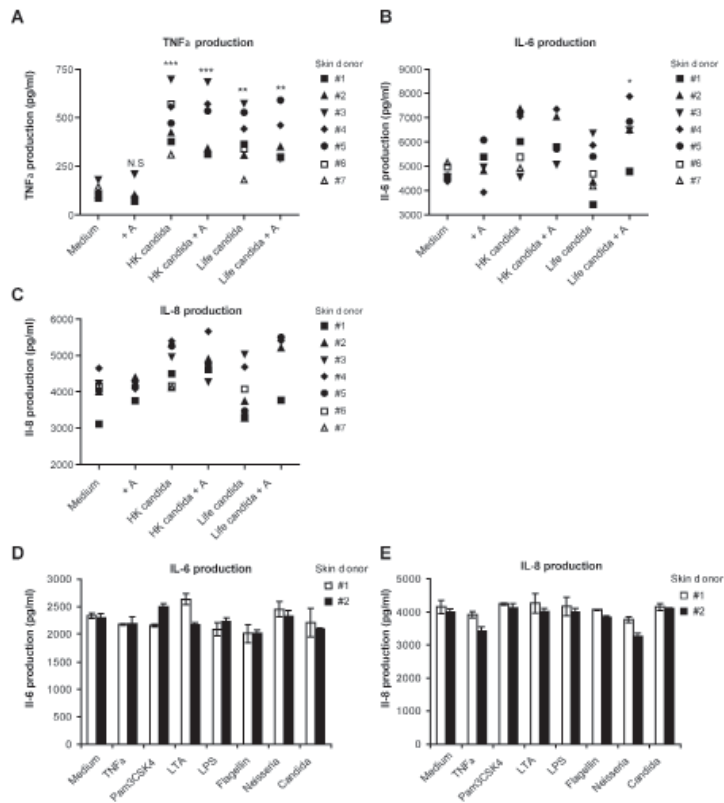 A
TNFa production
TNFa production (pg/ml)
750
500
250
0
***
***
**
**
N.S
Medium
+ A
HK candida
HK candida + A
Life candida
Life candida + A
Skin donor
#1
#2
#3
#4
#5
#6
#7
B
IL-6 production
Il-6 production (pg/ml)
9000
8000
7000
6000
5000
4000
3000
*
Medium
+ A
HK candida
HK candida + A
Life candida
Life candida + A
Skin donor
#1
#2
#3
#4
#5
#6
#7
C
IL-8 production
Il-8 production (pg/ml)
6000
5000
4000
3000
2000
Medium
+ A
HK candida
HK candida + A
Life candida
Life candida + A
Skin donor
#1
#2
#3
#4
#5
#6
#7
D
IL-6 production
Il-6 production (pg/ml)
3000
2500
2000
1500
1000
500
0
Medium
TNFa
Pam3CSK4
LTA
LPS
Flagellin
Neisseria
Candida
Skin donor
#1
#2
E
IL-8 production
Il-8 production (pg/ml)
5000
4000
3000
2000
1000
0
Medium
TNFa
Pam3CSK4
LTA
LPS
Flagellin
Neisseria
Candida
Skin donor
#1
#2